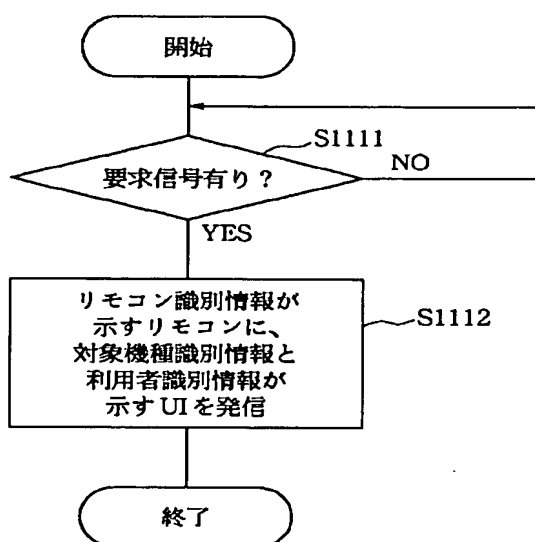 開始
S1111
要求信号有り?
NO
YES
リモコン識別情報が
示すリモコンに、
対象機種識別情報と
利用者識別情報が
示すUIを発信
S1112
終了